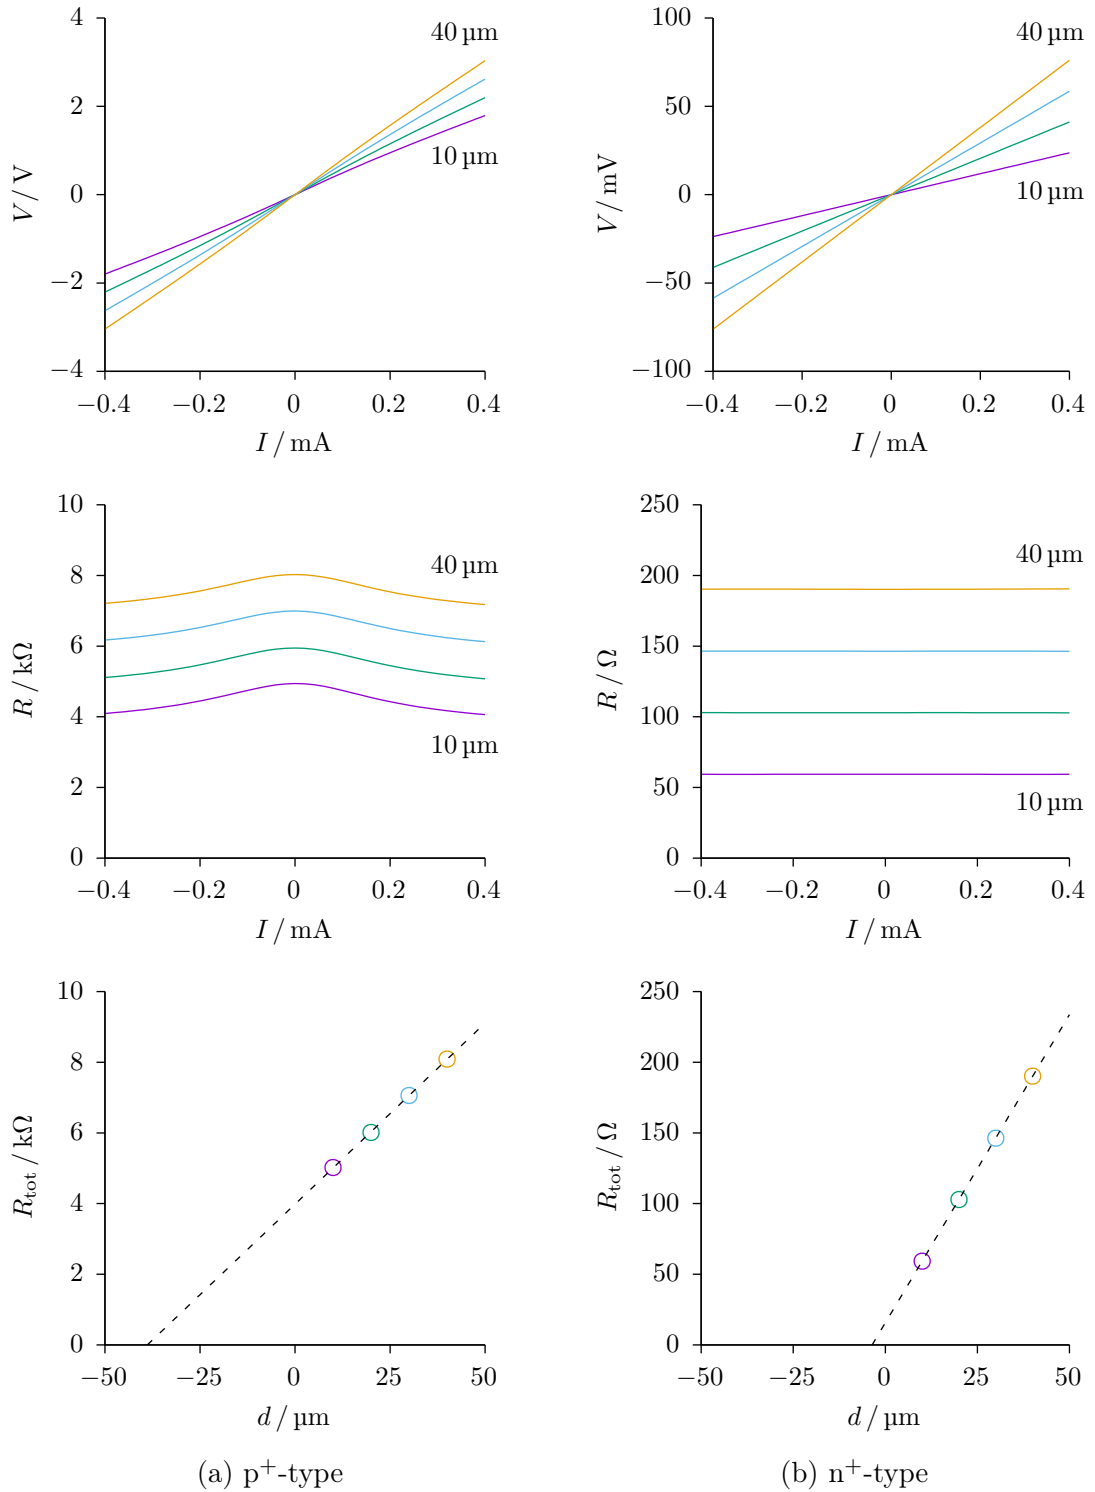 4
2
0
−2
−4
V / V
40 µm
10 µm
−0.4 −0.2 0 0.2 0.4
I / mA
100
50
0
−50
−100
V / mV
40 µm
10 µm
−0.4 −0.2 0 0.2 0.4
I / mA
10
8
6
4
2
0
R / kΩ
40 µm
10 µm
−0.4 −0.2 0 0.2 0.4
I / mA
250
200
150
100
50
0
R / Ω
40 µm
10 µm
−0.4 −0.2 0 0.2 0.4
I / mA
10
8
6
4
2
0
R_tot / kΩ
−50 −25 0 25 50
d / µm
(a) p⁺-type
250
200
150
100
50
0
R_tot / Ω
−50 −25 0 25 50
d / µm
(b) n⁺-type